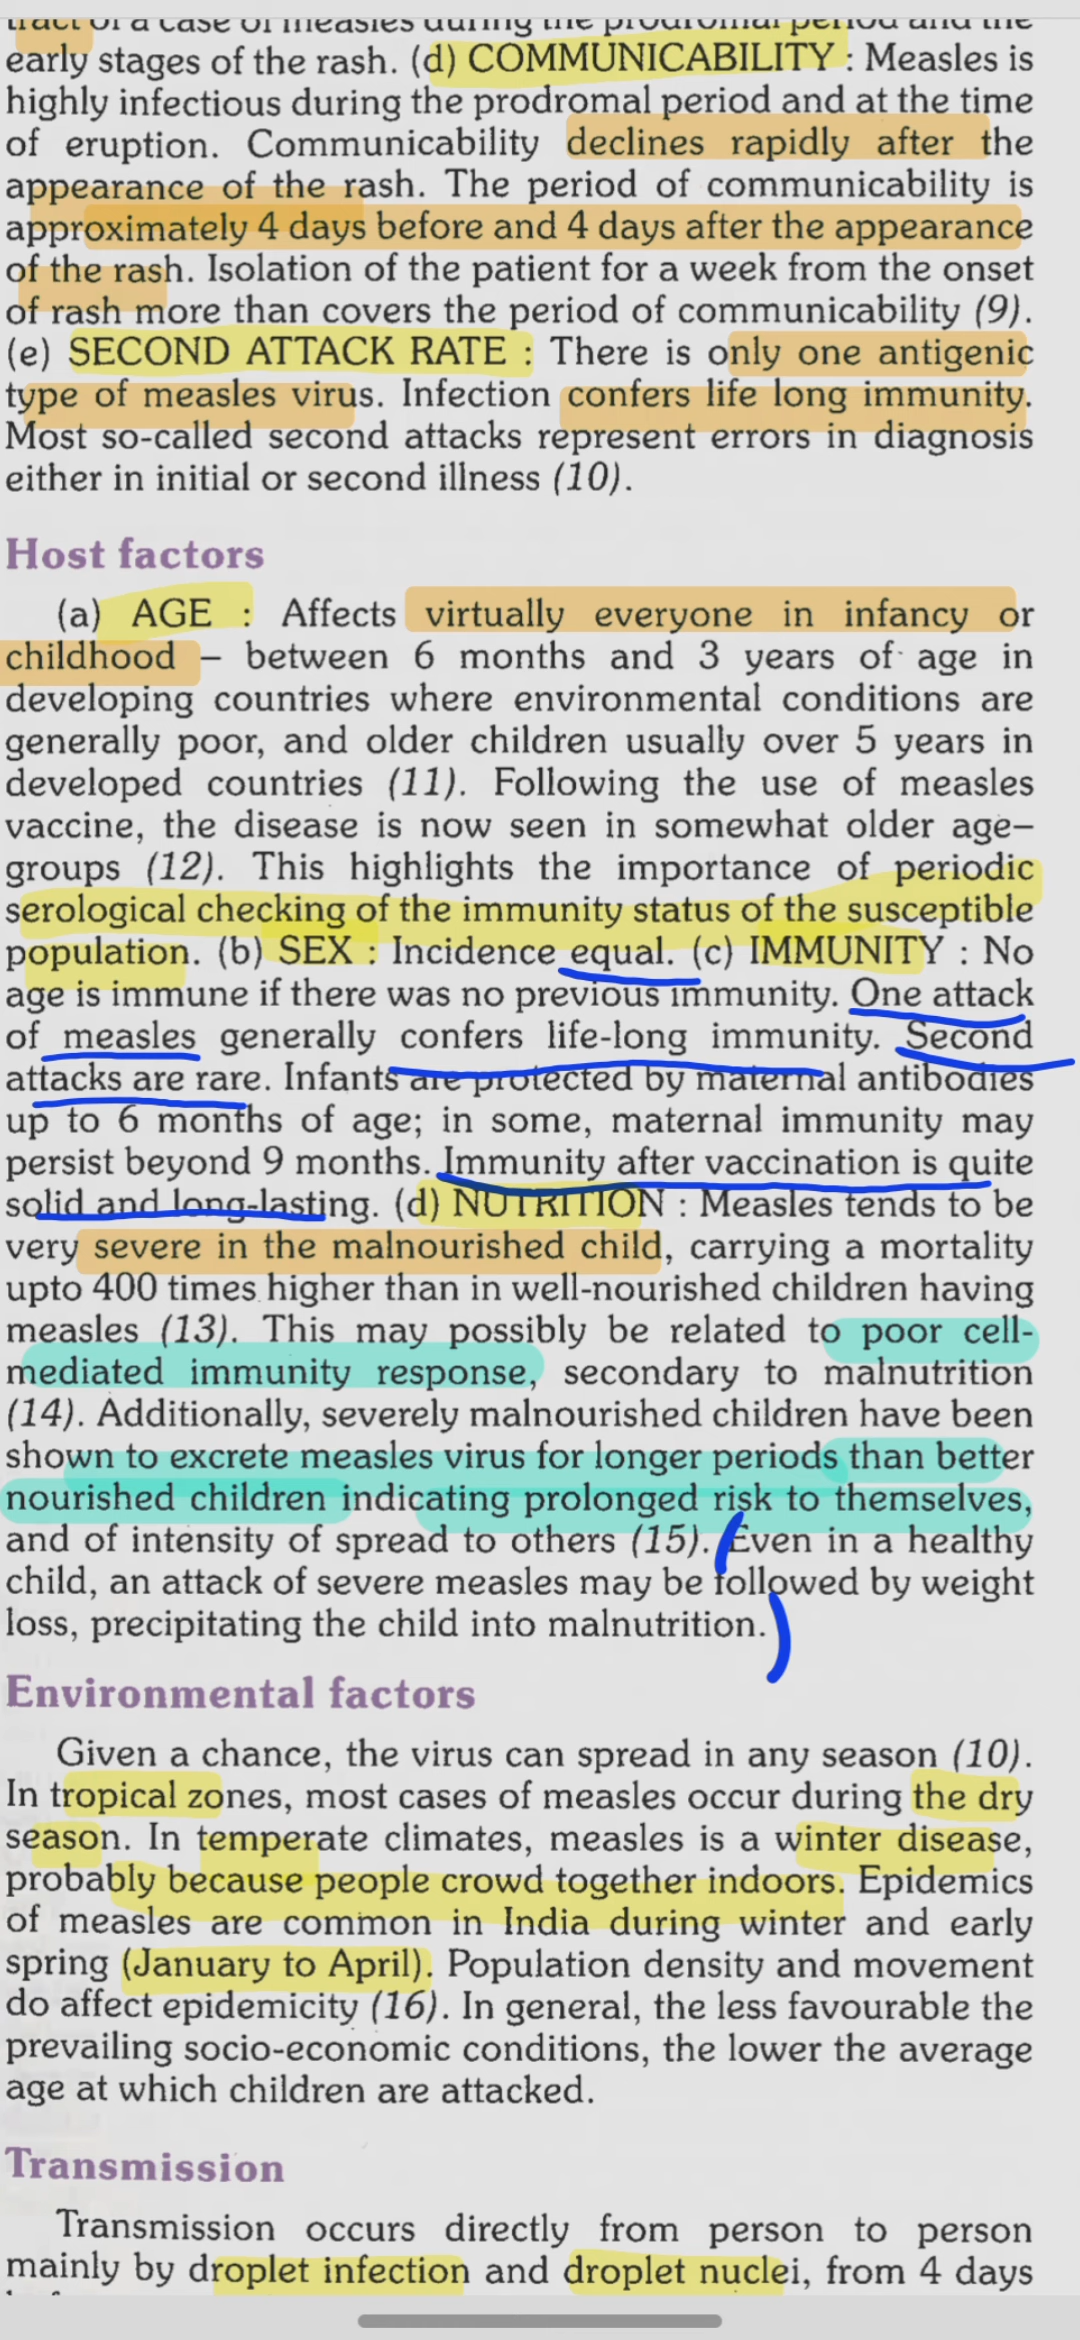 tract of a case of measles during the prodromal period and the
early stages of the rash. (d) COMMUNICABILITY : Measles is
highly infectious during the prodromal period and at the time
of eruption. Communicability declines rapidly after the
appearance of the rash. The period of communicability is
approximately 4 days before and 4 days after the appearance
of the rash. Isolation of the patient for a week from the onset
of rash more than covers the period of communicability (9).
(e) SECOND ATTACK RATE : There is only one antigenic
type of measles virus. Infection confers life long immunity.
Most so-called second attacks represent errors in diagnosis
either in initial or second illness (10).
Host factors
(a) AGE : Affects virtually everyone in infancy or
childhood – between 6 months and 3 years of age in
developing countries where environmental conditions are
generally poor, and older children usually over 5 years in
developed countries (11). Following the use of measles
vaccine, the disease is now seen in somewhat older age–
groups (12). This highlights the importance of periodic
serological checking of the immunity status of the susceptible
population. (b) SEX : Incidence equal. (c) IMMUNITY : No
age is immune if there was no previous immunity. One attack
of measles generally confers life-long immunity. Second
attacks are rare. Infants are protected by maternal antibodies
up to 6 months of age; in some, maternal immunity may
persist beyond 9 months. Immunity after vaccination is quite
solid and long-lasting. (d) NUTRITION : Measles tends to be
very severe in the malnourished child, carrying a mortality
upto 400 times higher than in well-nourished children having
measles (13). This may possibly be related to poor cell-
mediated immunity response, secondary to malnutrition
(14). Additionally, severely malnourished children have been
shown to excrete measles virus for longer periods than better
nourished children indicating prolonged risk to themselves,
and of intensity of spread to others (15). Even in a healthy
child, an attack of severe measles may be followed by weight
loss, precipitating the child into malnutrition.
Environmental factors
Given a chance, the virus can spread in any season (10).
In tropical zones, most cases of measles occur during the dry
season. In temperate climates, measles is a winter disease,
probably because people crowd together indoors. Epidemics
of measles are common in India during winter and early
spring (January to April). Population density and movement
do affect epidemicity (16). In general, the less favourable the
prevailing socio-economic conditions, the lower the average
age at which children are attacked.
Transmission
Transmission occurs directly from person to person
mainly by droplet infection and droplet nuclei, from 4 days